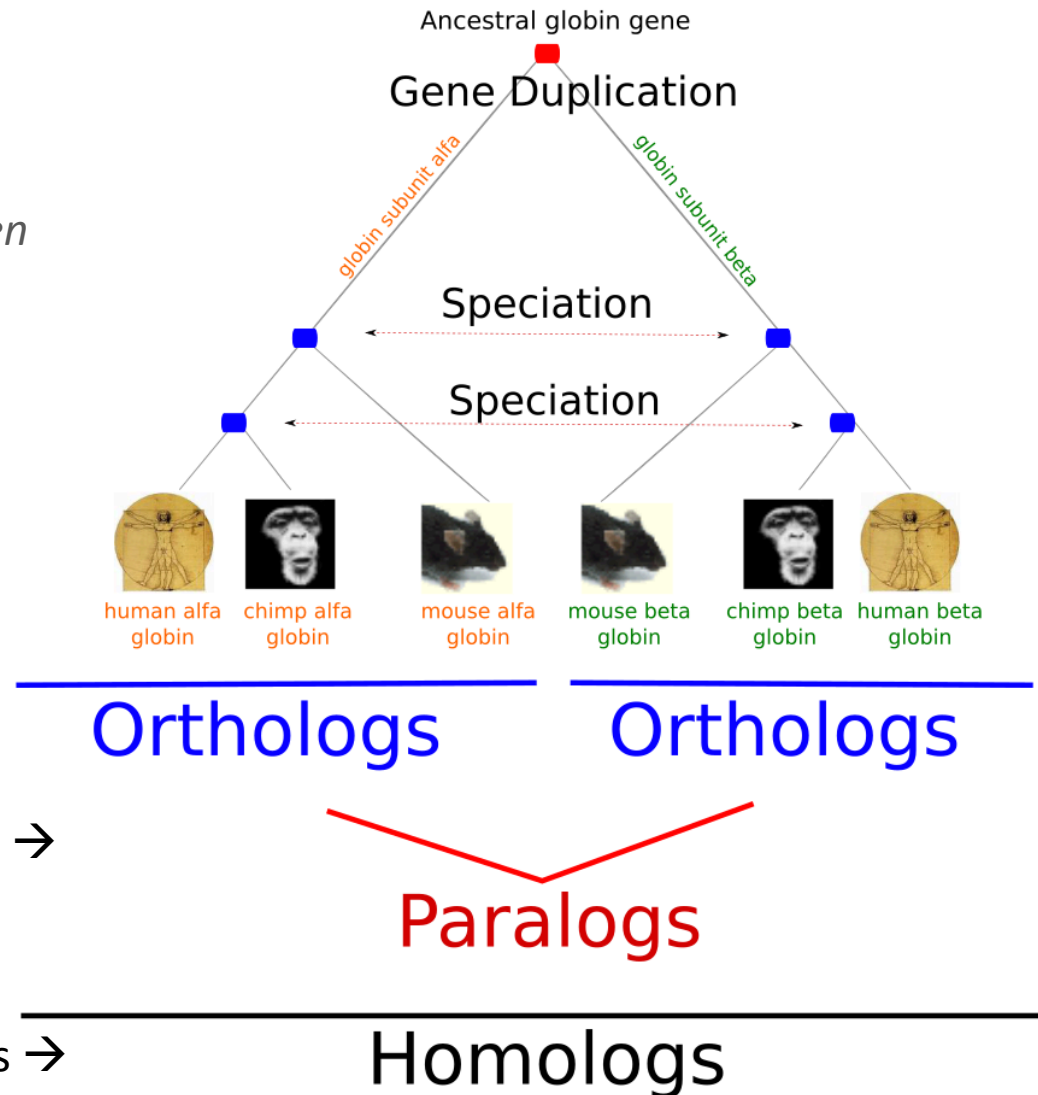 Ancestral globin gene
Gene Duplication
globin subunit alfa
globin subunit beta
Speciation
Speciation
human alfa
globin
chimp alfa
globin
mouse alfa
globin
mouse beta
globin
chimp beta
globin
human beta
globin
Orthologs
Orthologs
→
Paralogs
s →
Homologs